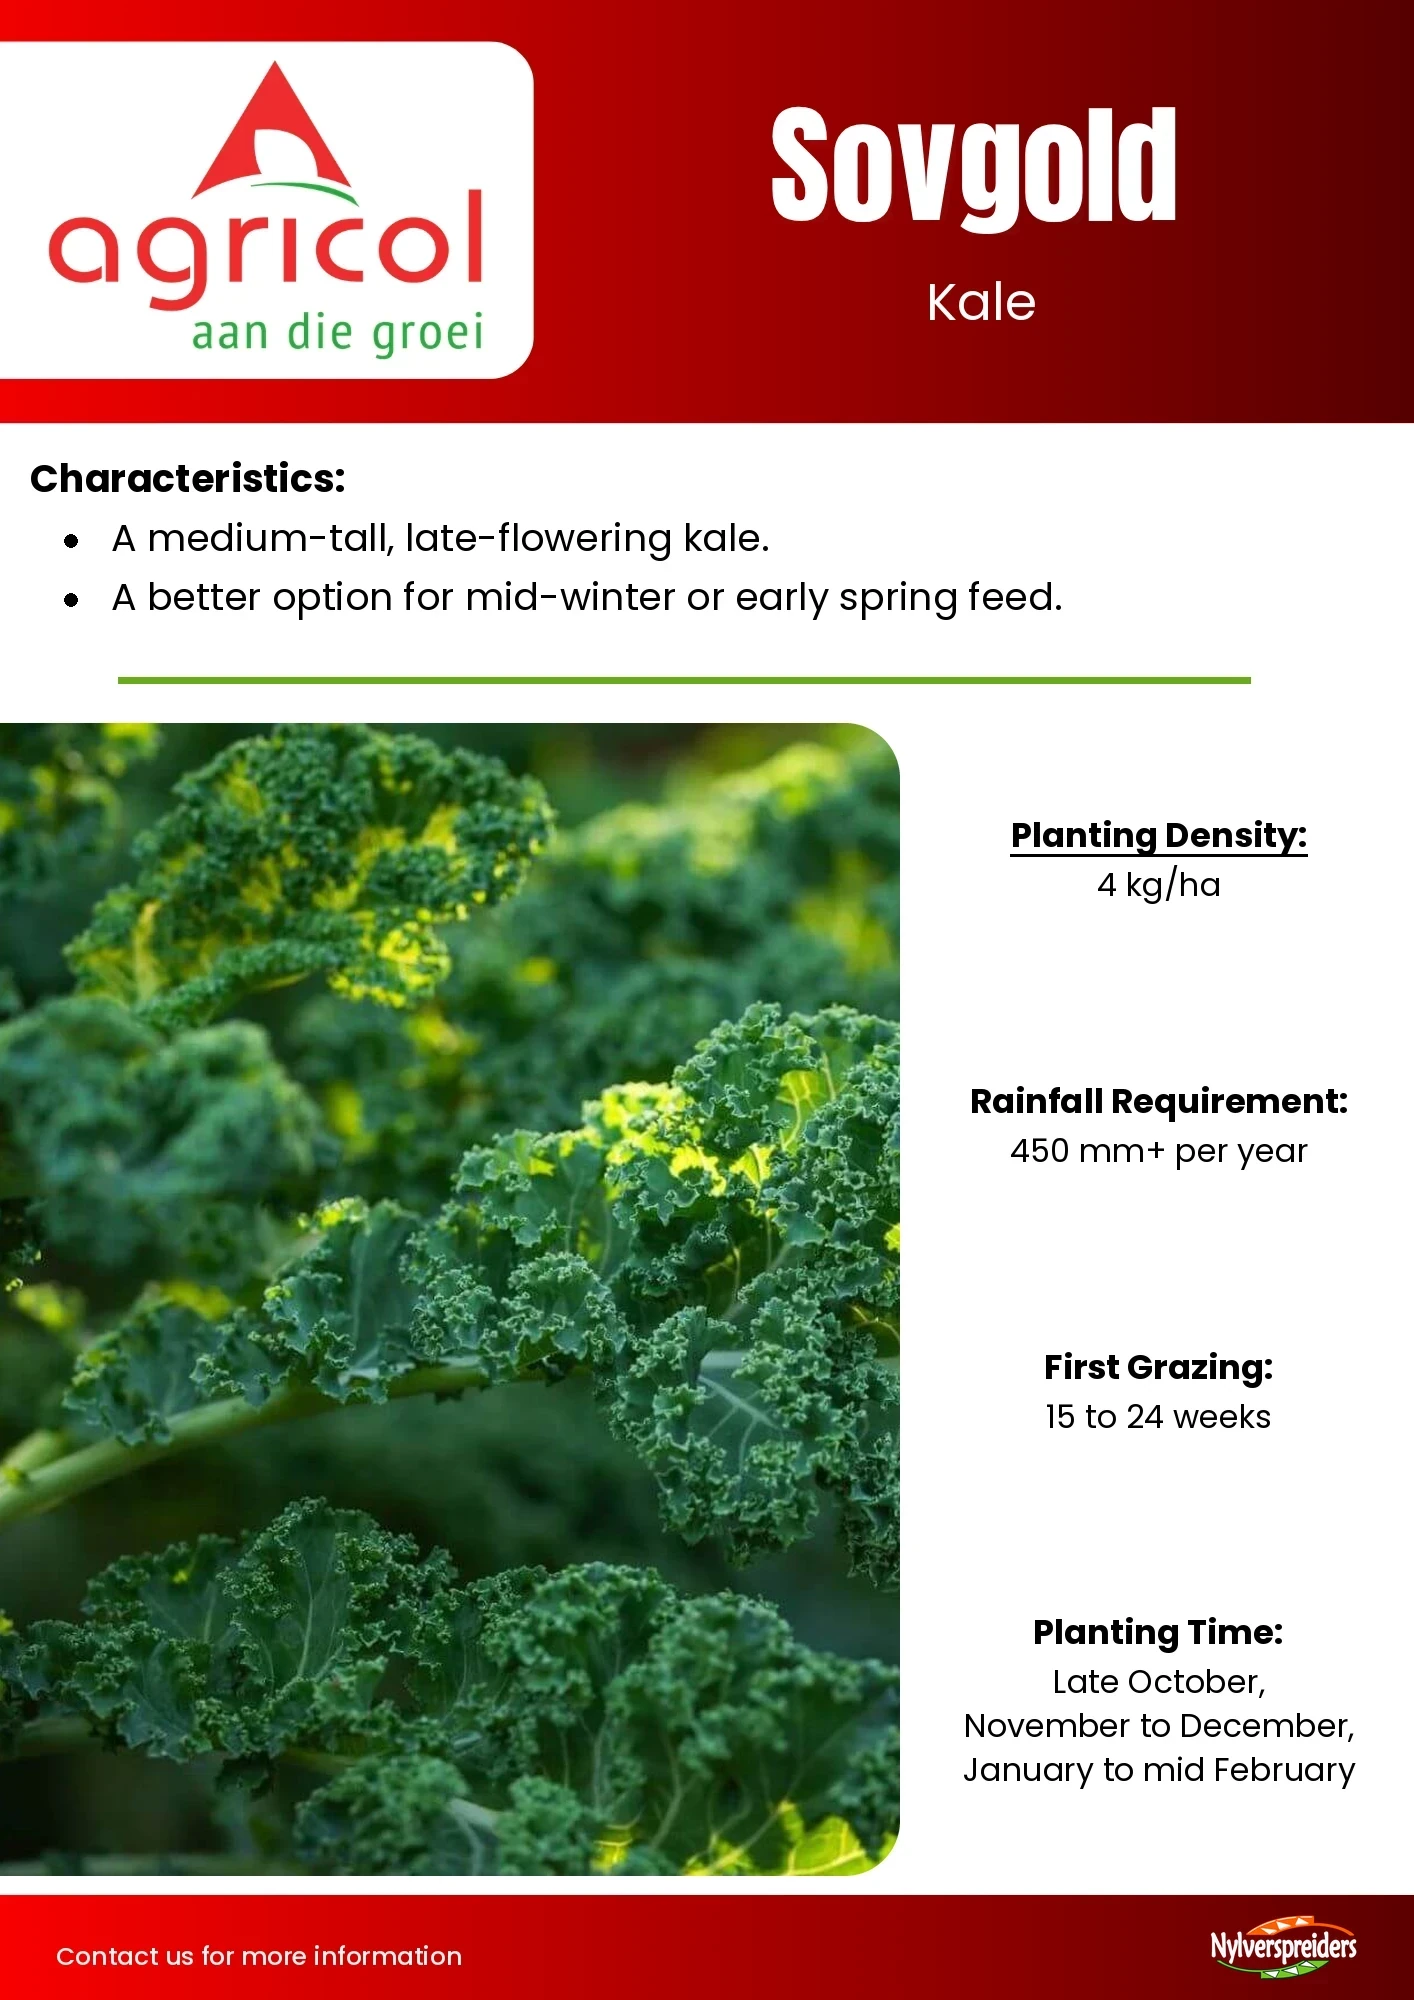 agricol
aan die groei
Sovgold
Kale
Characteristics:
• A medium-tall, late-flowering kale.
• A better option for mid-winter or early spring feed.
Planting Density:
4 kg/ha
Rainfall Requirement:
450 mm+ per year
First Grazing:
15 to 24 weeks
Planting Time:
Late October,
November to December,
January to mid February
Contact us for more information
Nylverspreiders